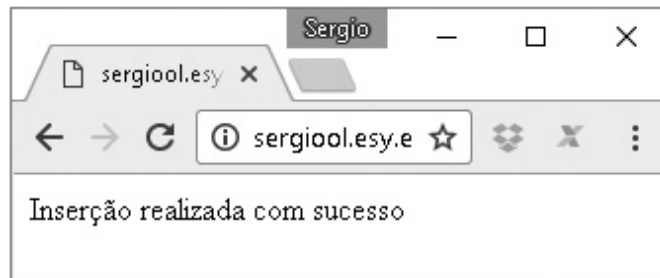 Sergio
sergiool.esy
sergiool.esy.e
Inserção realizada com sucesso